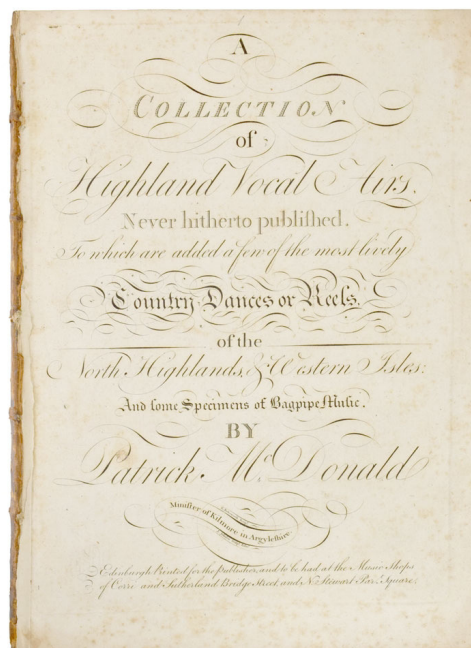 A
COLLECTION
of
Highland Vocal Airs,
Never hitherto publiſhed.
To which are added a few of the most lively
Country Dances or Reels,
of the
North Highlands, & Western Isles:
And ſome Specimens of Bagpipe Muſic.
BY
Patrick McDonald
Miniſter of Kilmore in Argyleſhire
Edinburgh Printed for the publiſher, and to be had at the Music Shops
of Corri and Sutherland Bridge Street, and N. Stewart Par. Square: